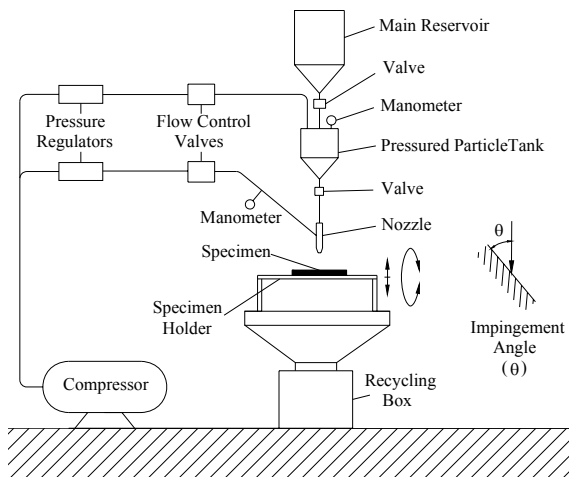 Main Reservoir
Valve
Manometer
Pressure
Regulators
Flow Control
Valves
Pressured ParticleTank
Valve
Manometer
Nozzle
θ
Specimen
Specimen
Holder
Impingement
Angle
(θ)
Compressor
Recycling
Box